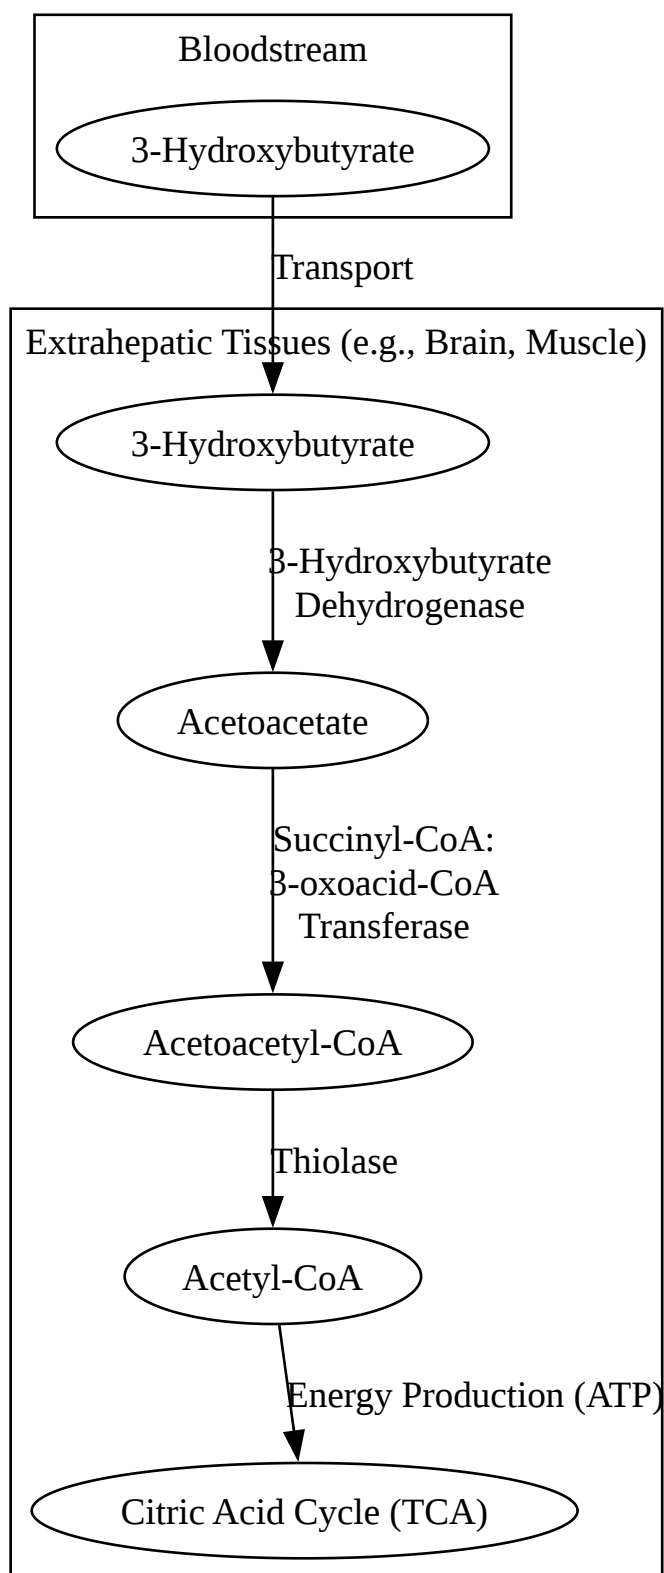 Bloodstream
3-Hydroxybutyrate
Transport
Extrahepatic Tissues (e.g., Brain, Muscle)
3-Hydroxybutyrate
3-Hydroxybutyrate
Dehydrogenase
Acetoacetate
Succinyl-CoA:
3-oxoacid-CoA
Transferase
Acetoacetyl-CoA
Thiolase
Acetyl-CoA
Energy Production (ATP)
Citric Acid Cycle (TCA)